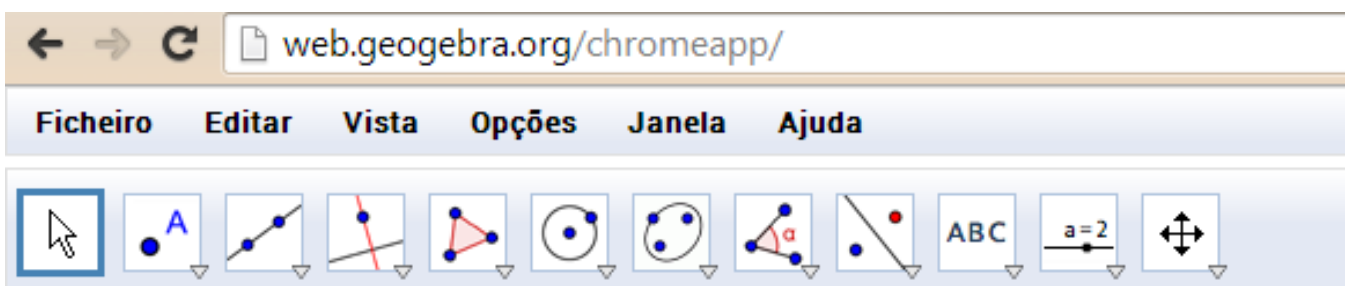 web.geogebra.org/chromeapp/
Ficheiro Editar Vista Opções Janela Ajuda
A α ABC a=2